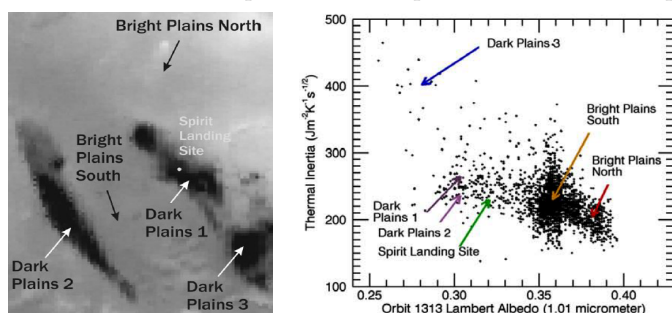 Bright Plains North
Spirit
Landing
Site
Bright
Plains
South
Dark
Plains 1
Dark
Plains 2
Dark
Plains 3
Thermal Inertia (Jm⁻²K⁻¹s⁻¹/²)
500
400
300
200
100
Dark Plains 3
Bright Plains
South
Bright Plains
North
Dark
Plains 1
Dark Plains 2
Spirit Landing Site
0.25
0.30
0.35
0.40
Orbit 1313 Lambert Albedo (1.01 micrometer)